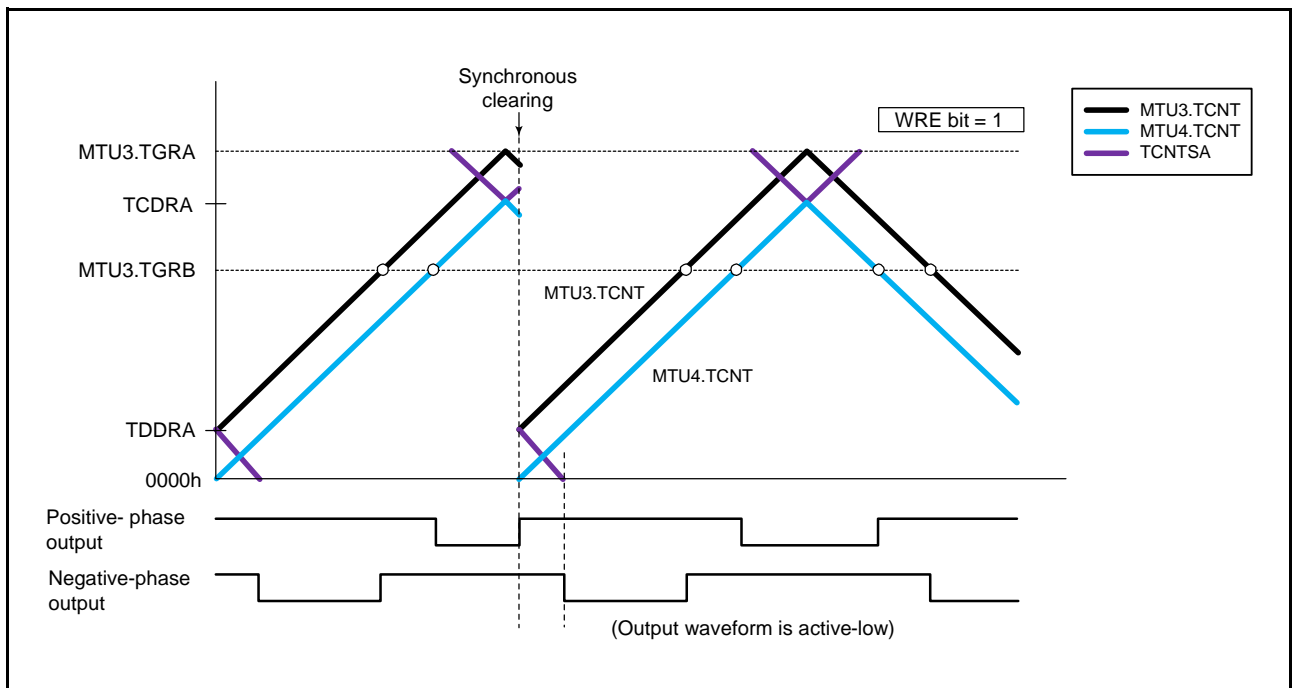 Synchronous
clearing
WRE bit = 1
MTU3.TCNT
MTU4.TCNT
TCNTSA
MTU3.TGRA
TCDRA
MTU3.TGRB
MTU3.TCNT
MTU4.TCNT
TDDRA
0000h
Positive- phase
output
Negative-phase
output
(Output waveform is active-low)